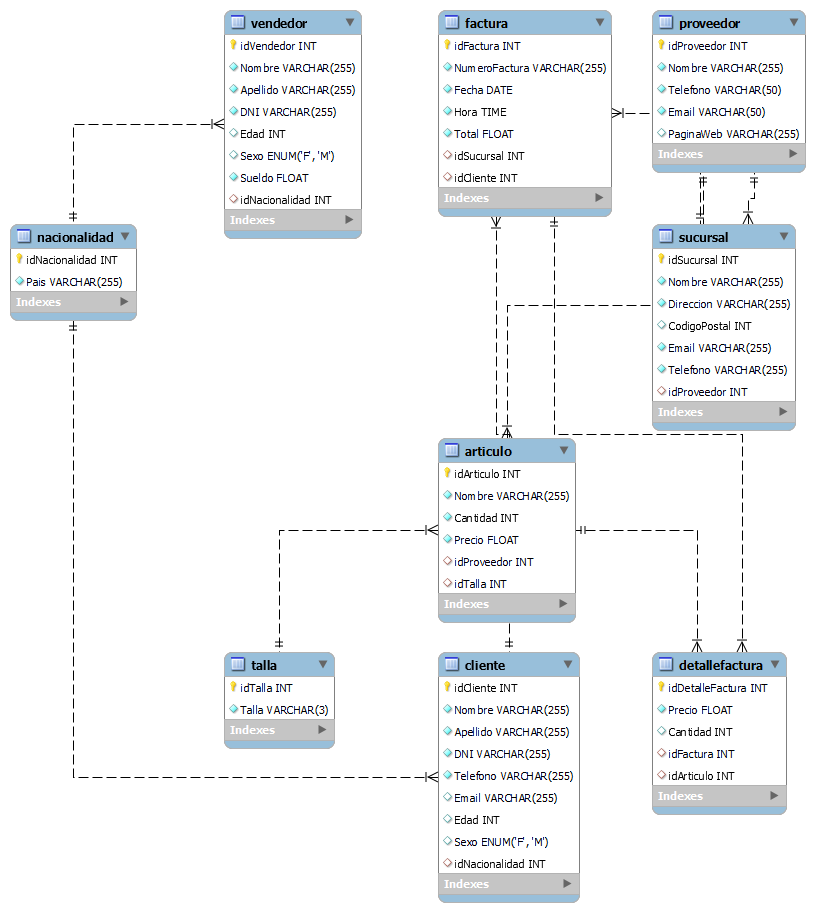 vendedor
idVendedor INT
Nombre VARCHAR(255)
Apellido VARCHAR(255)
DNI VARCHAR(255)
Edad INT
Sexo ENUM('F', 'M')
Sueldo FLOAT
idNacionalidad INT
Indexes
factura
idFactura INT
NumeroFactura VARCHAR(255)
Fecha DATE
Hora TIME
Total FLOAT
idSucursal INT
idCliente INT
Indexes
proveedor
idProveedor INT
Nombre VARCHAR(255)
Telefono VARCHAR(50)
Email VARCHAR(50)
PaginaWeb VARCHAR(255)
Indexes
nacionalidad
idNacionalidad INT
Pais VARCHAR(255)
Indexes
sucursal
idSucursal INT
Nombre VARCHAR(255)
Direccion VARCHAR(255)
CodigoPostal INT
Email VARCHAR(255)
Telefono VARCHAR(255)
idProveedor INT
Indexes
articulo
idArticulo INT
Nombre VARCHAR(255)
Cantidad INT
Precio FLOAT
idProveedor INT
idTalla INT
Indexes
talla
idTalla INT
Talla VARCHAR(3)
Indexes
cliente
idCliente INT
Nombre VARCHAR(255)
Apellido VARCHAR(255)
DNI VARCHAR(255)
Telefono VARCHAR(255)
Email VARCHAR(255)
Edad INT
Sexo ENUM('F', 'M')
idNacionalidad INT
Indexes
detallefactura
idDetalleFactura INT
Precio FLOAT
Cantidad INT
idFactura INT
idArticulo INT
Indexes